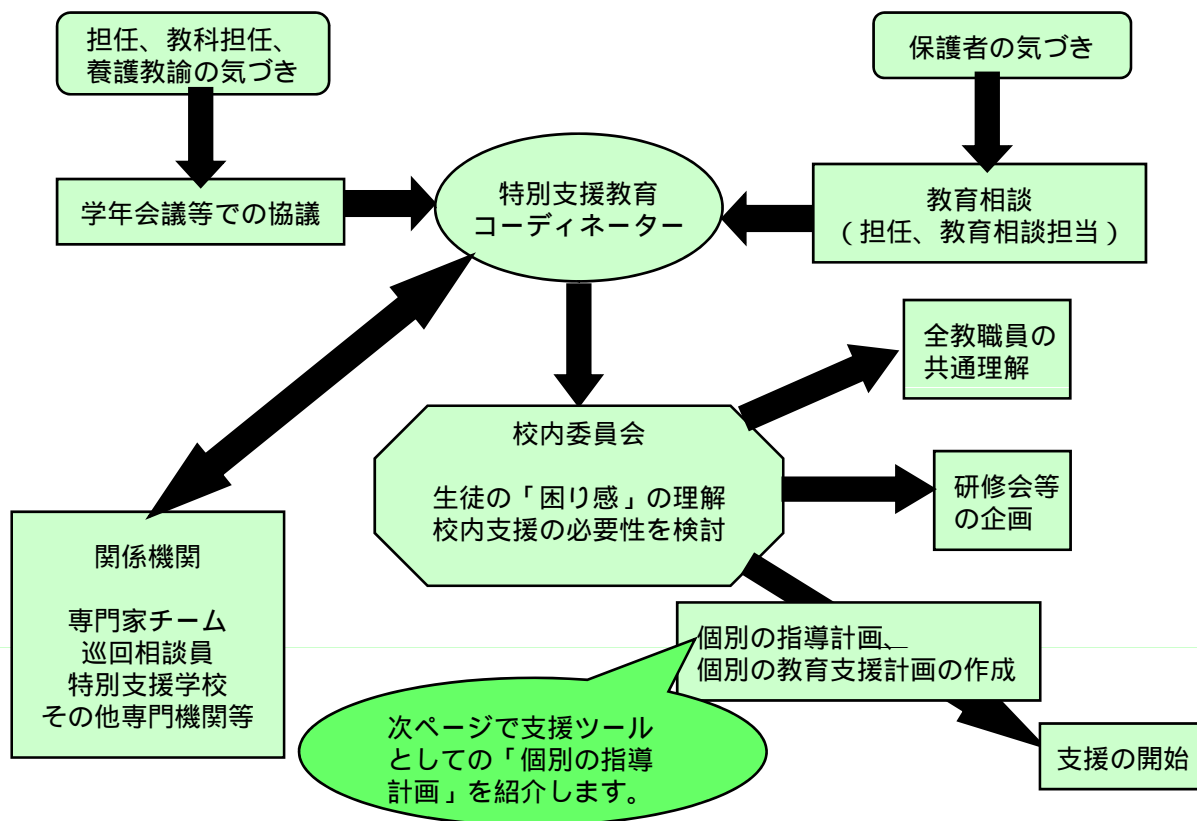 担任、教科担任、
養護教諭の気づき
保護者の気づき
学年会議等での協議
特別支援教育
コーディネーター
教育相談
（担任、教育相談担当）
全教職員の
共通理解
校内委員会
生徒の「困り感」の理解
校内支援の必要性を検討
研修会等
の企画
関係機関
専門家チーム
巡回相談員
特別支援学校
その他専門機関等
個別の指導計画、
個別の教育支援計画の作成
次ページで支援ツール
としての「個別の指導
計画」を紹介します。
支援の開始